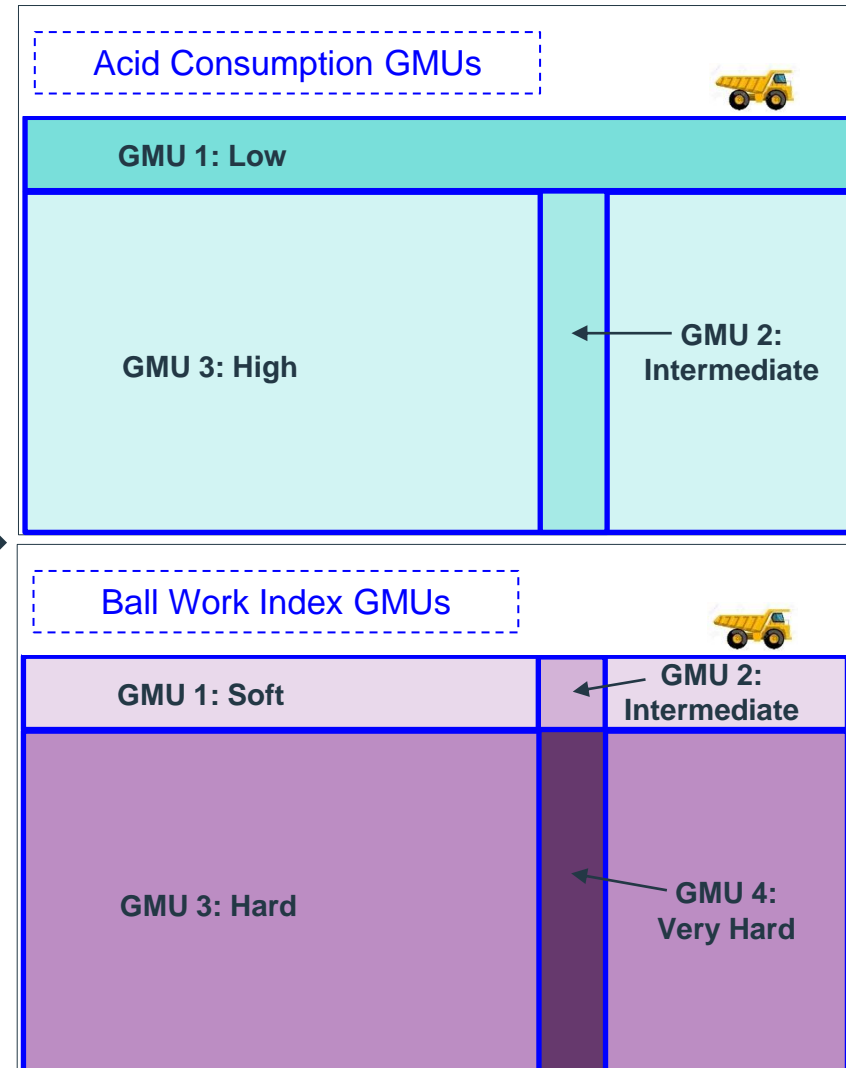 Acid Consumption GMUs
GMU 1: Low
GMU 3: High
GMU 2:
Intermediate
Ball Work Index GMUs
GMU 1: Soft
GMU 2:
Intermediate
GMU 3: Hard
GMU 4:
Very Hard